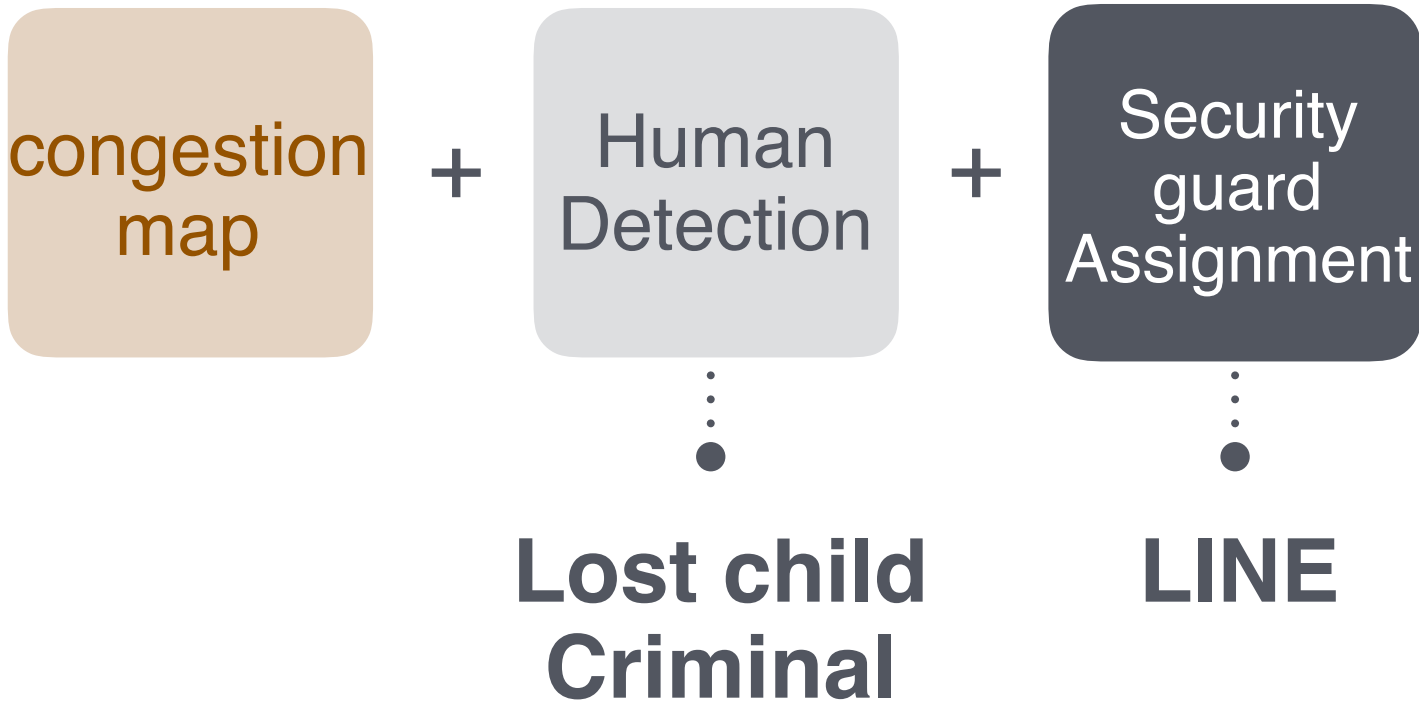 congestion
map
+
Human
Detection
+
Security
guard
Assignment
Lost child
Criminal
LINE